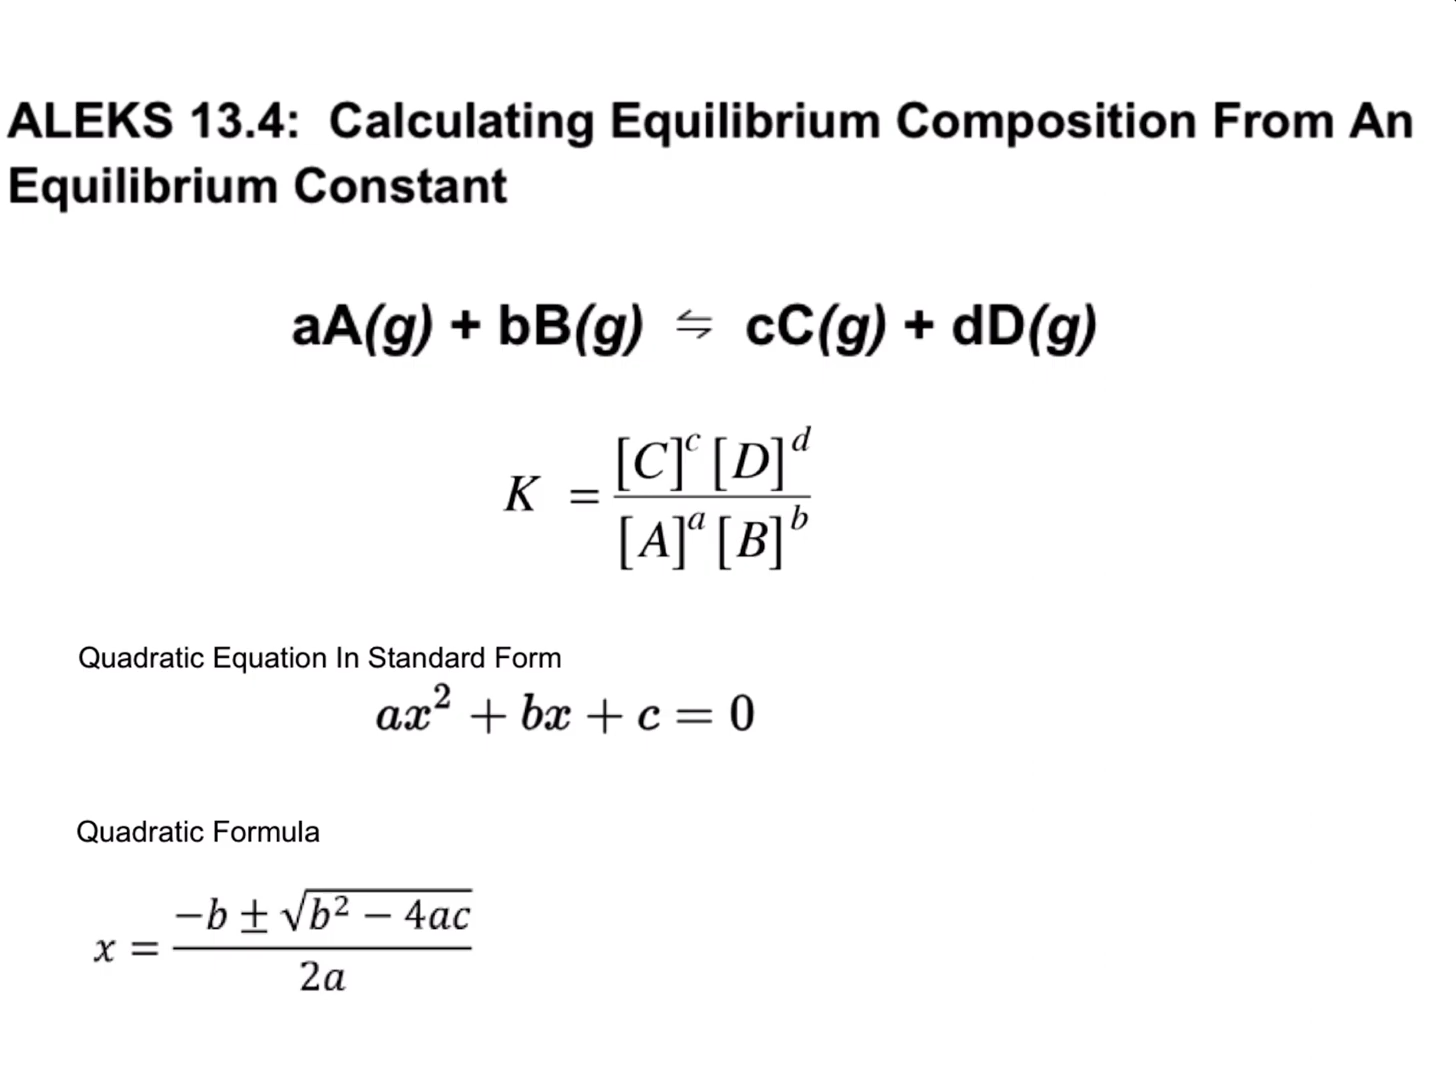 ALEKS 13.4: Calculating Equilibrium Composition From An
Equilibrium Constant
aA(g) + bB(g) ⇋ cC(g) + dD(g)
K = [C]^c [D]^d / [A]^a [B]^b
Quadratic Equation In Standard Form
ax² + bx + c = 0
Quadratic Formula
x = (−b ± √(b² − 4ac)) / 2a